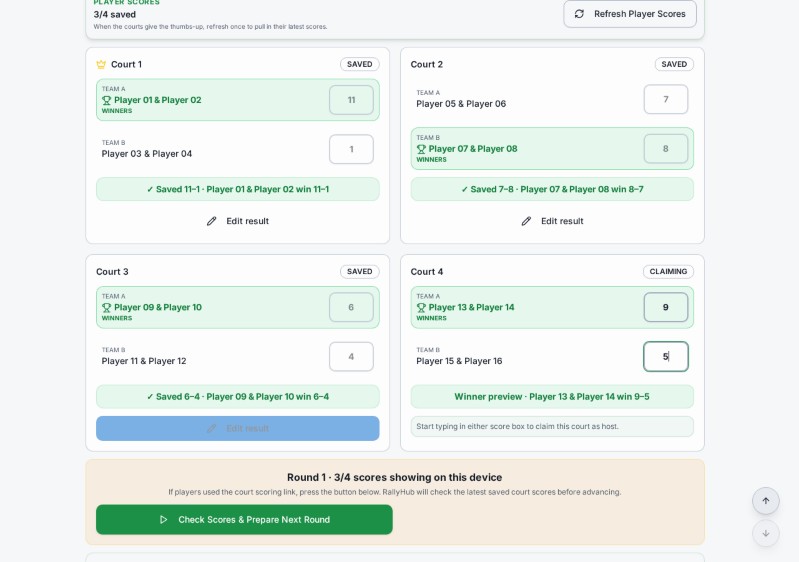 PLAYER SCORES
3/4 saved
When the courts give the thumbs-up, refresh once to pull in their latest scores.
Refresh Player Scores
Court 1
SAVED
TEAM A
Player 01 & Player 02
WINNERS
11
TEAM B
Player 03 & Player 04
1
✓ Saved 11–1 · Player 01 & Player 02 win 11–1
Edit result
Court 2
SAVED
TEAM A
Player 05 & Player 06
7
TEAM B
Player 07 & Player 08
WINNERS
8
✓ Saved 7–8 · Player 07 & Player 08 win 8–7
Edit result
Court 3
SAVED
TEAM A
Player 09 & Player 10
WINNERS
6
TEAM B
Player 11 & Player 12
4
✓ Saved 6–4 · Player 09 & Player 10 win 6–4
Edit result
Court 4
CLAIMING
TEAM A
Player 13 & Player 14
WINNERS
9
TEAM B
Player 15 & Player 16
5
Winner preview · Player 13 & Player 14 win 9–5
Start typing in either score box to claim this court as host.
Round 1 · 3/4 scores showing on this device
If players used the court scoring link, press the button below. RallyHub will check the latest saved court scores before advancing.
Check Scores & Prepare Next Round